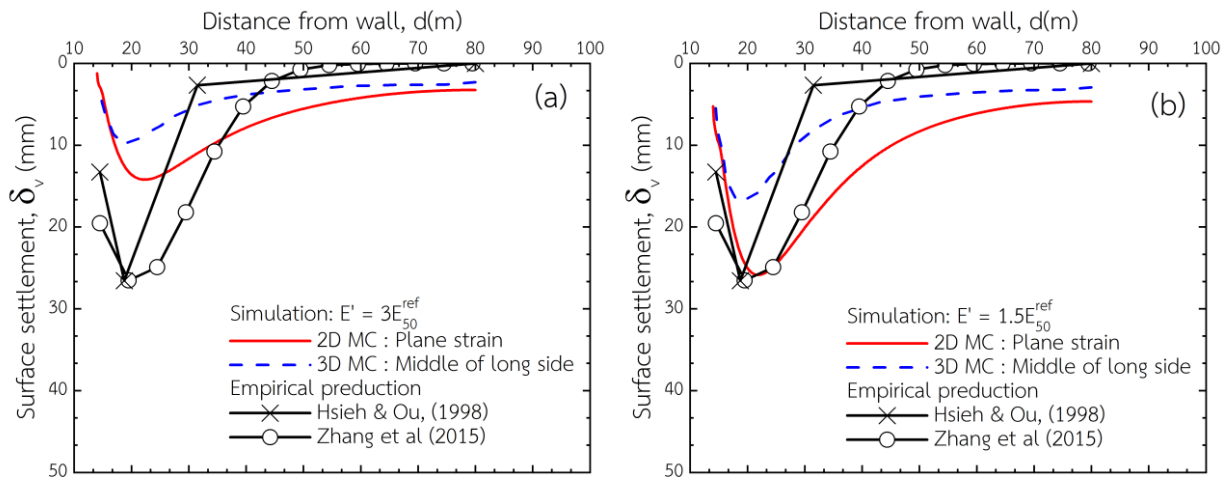 Distance from wall, d(m)
10 20 30 40 50 60 70 80 90 100
0
10
20
30
40
50
Surface settlement, δv (mm)
(a)
Simulation: E' = 3E50ref
2D MC : Plane strain
3D MC : Middle of long side
Empirical preduction
Hsieh & Ou, (1998)
Zhang et al (2015)
Distance from wall, d(m)
10 20 30 40 50 60 70 80 90 100
0
10
20
30
40
50
Surface settlement, δv (mm)
(b)
Simulation: E' = 1.5E50ref
2D MC : Plane strain
3D MC : Middle of long side
Empirical preduction
Hsieh & Ou, (1998)
Zhang et al (2015)